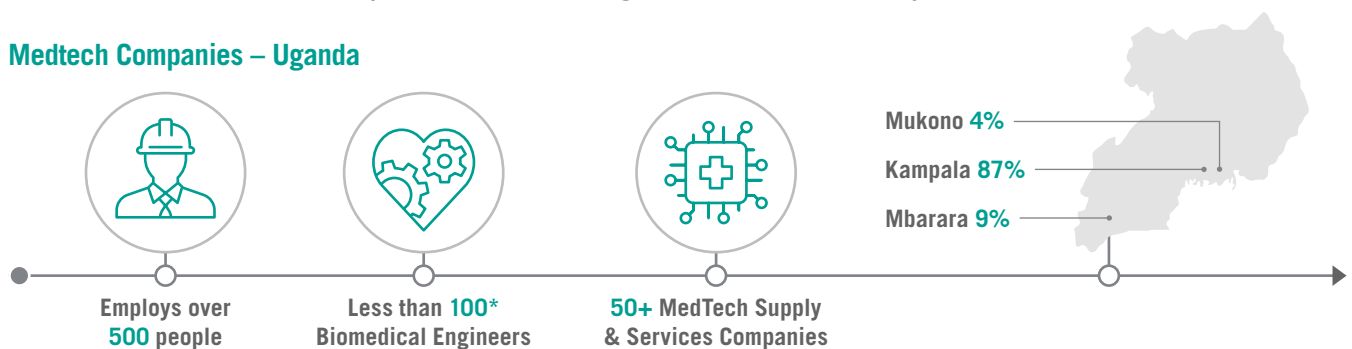 Medtech Companies – Uganda
Mukono 4%
Kampala 87%
Mbarara 9%
Employs over
500 people
Less than 100*
Biomedical Engineers
50+ MedTech Supply
& Services Companies